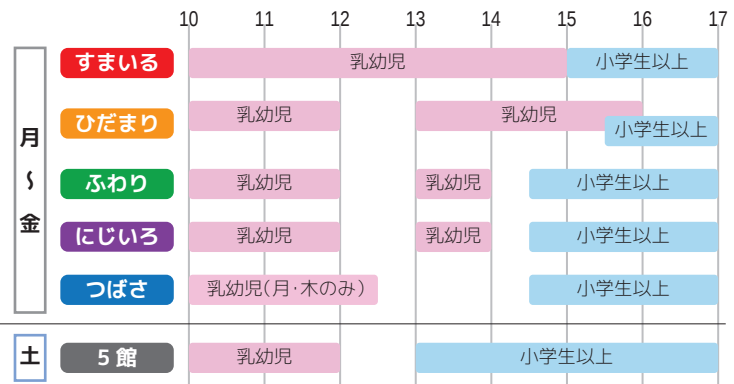 10 11 12 13 14 15 16 17
月～金
すまいる 乳幼児 小学生以上
ひだまり 乳幼児 乳幼児 小学生以上
ふわり 乳幼児 乳幼児 小学生以上
にじいろ 乳幼児 乳幼児 小学生以上
つばさ 乳幼児（月・木のみ） 小学生以上
土 5館 乳幼児 小学生以上